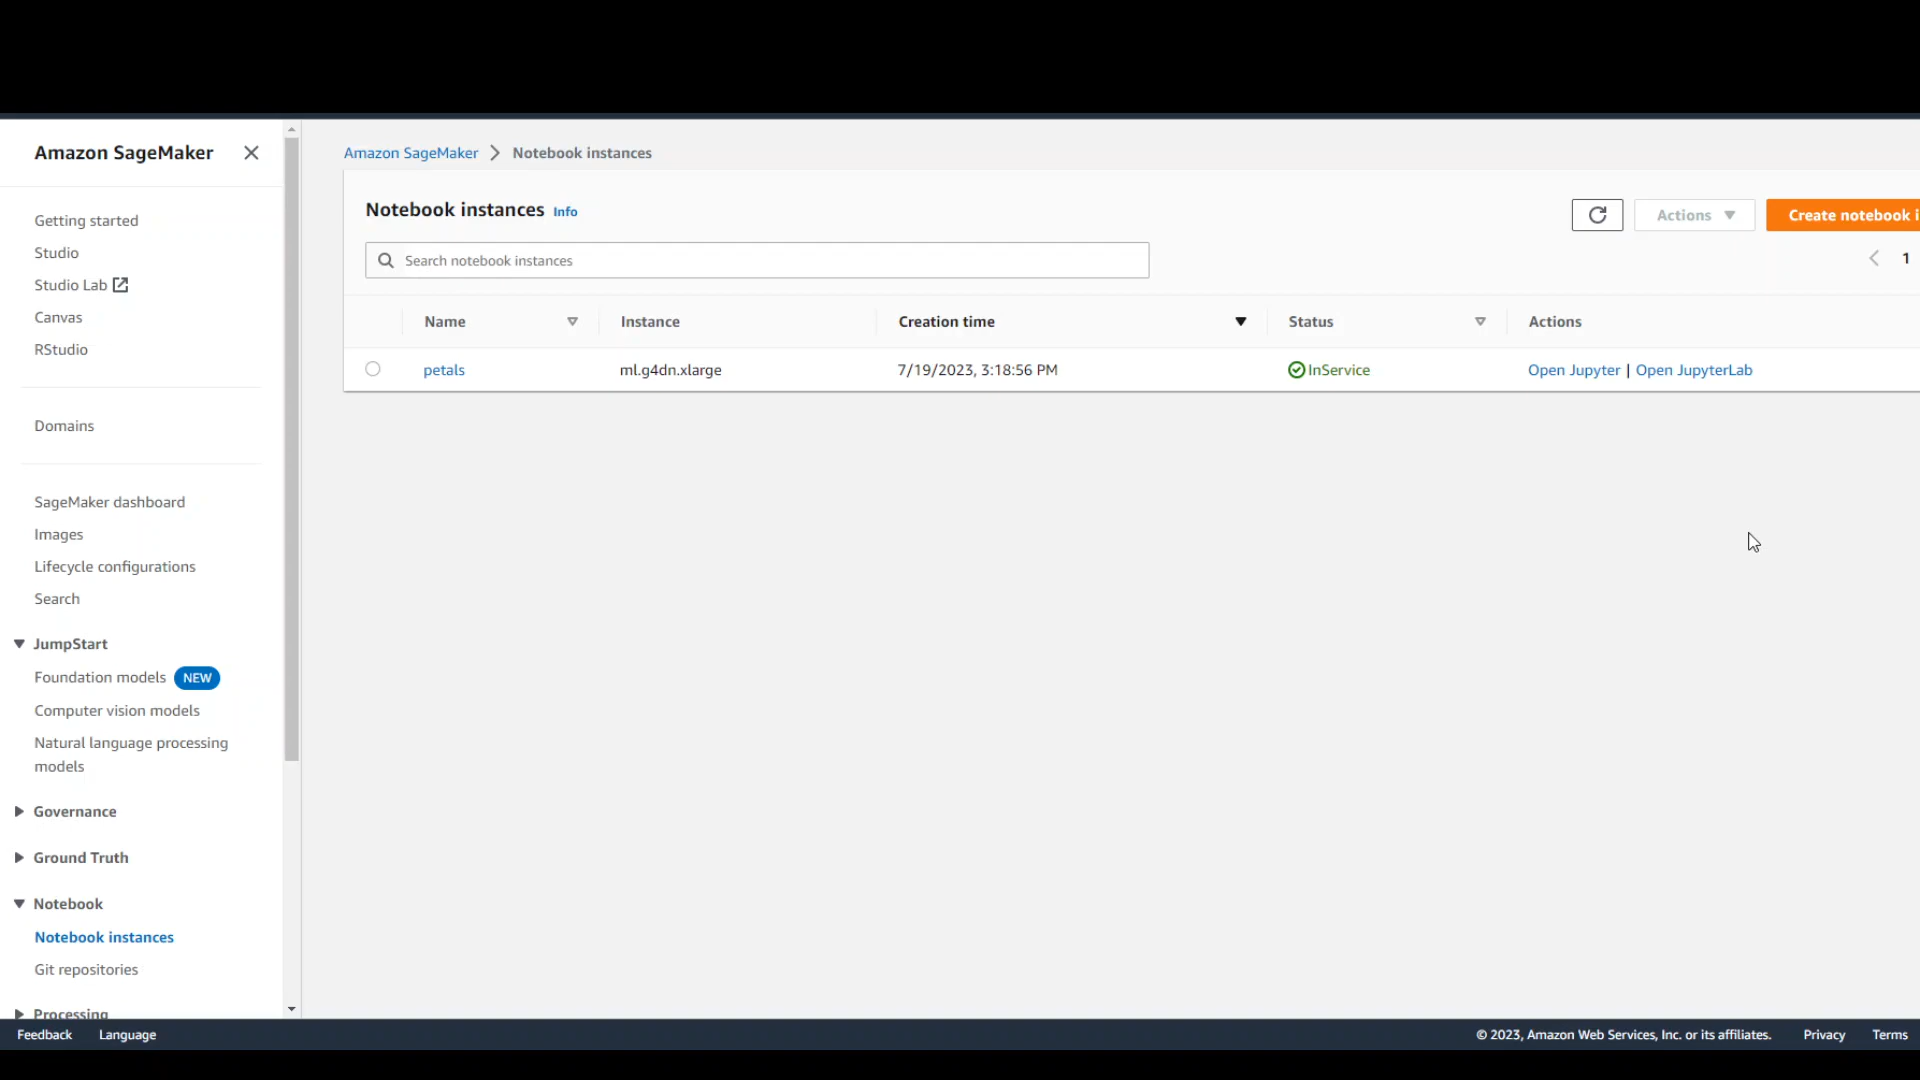 Amazon SageMaker
Getting started
Studio
Studio Lab
Canvas
RStudio
Domains
SageMaker dashboard
Images
Lifecycle configurations
Search
JumpStart
Foundation models NEW
Computer vision models
Natural language processing
models
Governance
Ground Truth
Notebook
Notebook instances
Git repositories
Processing
Amazon SageMaker > Notebook instances
Notebook instances Info
Actions
Create notebook i
Search notebook instances
1
Name Instance Creation time Status Actions
petals ml.g4dn.xlarge 7/19/2023, 3:18:56 PM InService Open Jupyter | Open JupyterLab
Feedback Language © 2023, Amazon Web Services, Inc. or its affiliates. Privacy Terms